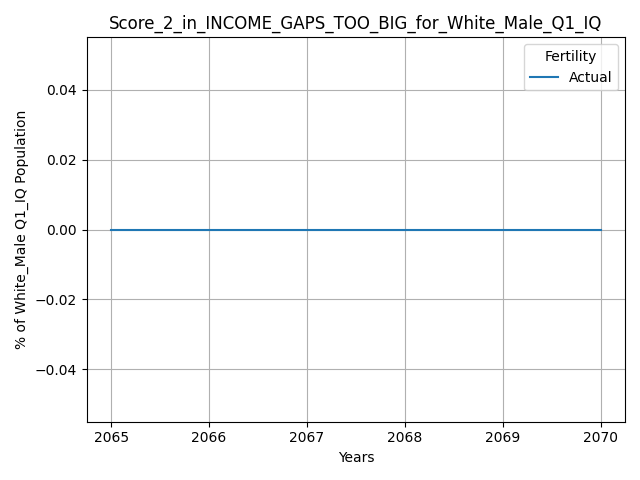 Score_2_in_INCOME_GAPS_TOO_BIG_for_White_Male_Q1_IQ
Fertility
Actual
% of White_Male Q1_IQ Population
0.04
0.02
0.00
−0.02
−0.04
2065 2066 2067 2068 2069 2070
Years